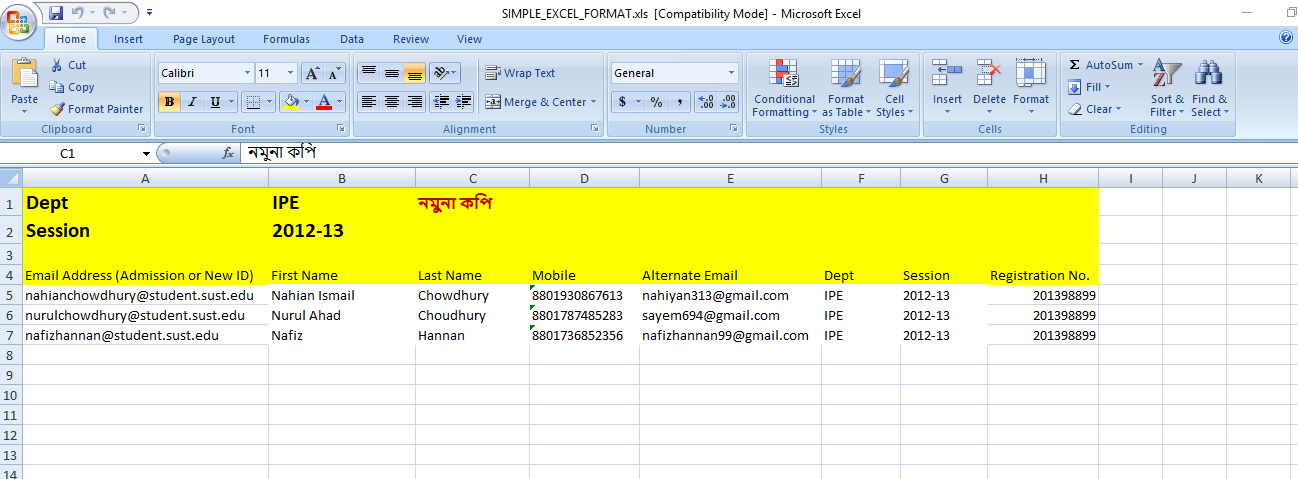 SIMPLE_EXCEL_FORMAT.xls [Compatibility Mode] - Microsoft Excel
Home Insert Page Layout Formulas Data Review View
Paste Cut Copy Format Painter
Calibri 11
B I U
Wrap Text
Merge & Center
General
$ % ,
Conditional Formatting Format as Table Cell Styles
Insert Delete Format
AutoSum Fill Clear
Sort & Filter Find & Select
Clipboard Font Alignment Number Styles Cells Editing
C1 fx নমুনা কপি
A B C D E F G H I J K
1 Dept IPE নমুনা কপি
2 Session 2012-13
3
4 Email Address (Admission or New ID) First Name Last Name Mobile Alternate Email Dept Session Registration No.
5 nahianchowdhury@student.sust.edu Nahian Ismail Chowdhury 8801930867613 nahiyan313@gmail.com IPE 2012-13 201398899
6 nurulchowdhury@student.sust.edu Nurul Ahad Choudhury 8801787485283 sayem694@gmail.com IPE 2012-13 201398899
7 nafizhannan@student.sust.edu Nafiz Hannan 8801736852356 nafizhannan99@gmail.com IPE 2012-13 201398899
8
9
10
11
12
13
14